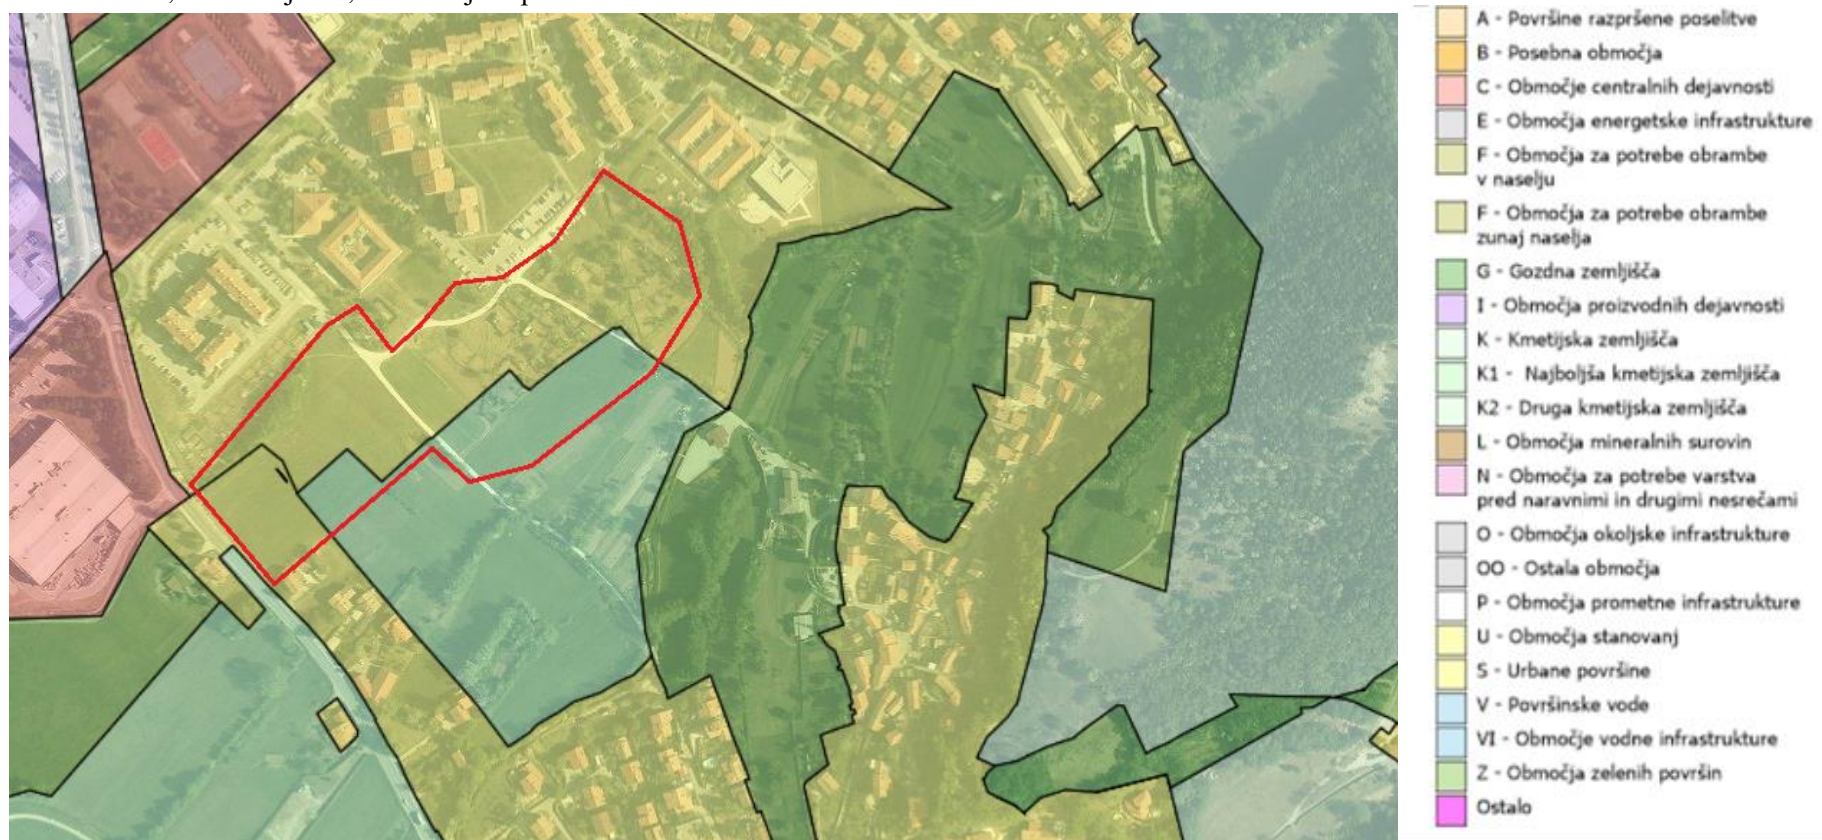 A - Površine razpršene poselitve
B - Posebna območja
C - Območje centralnih dejavnosti
E - Območja energetske infrastrukture
F - Območja za potrebe obrambe
v naselju
F - Območja za potrebe obrambe
zunaj naselja
G - Gozdna zemljišča
I - Območja proizvodnih dejavnosti
K - Kmetijska zemljišča
K1 - Najboljša kmetijska zemljišča
K2 - Druga kmetijska zemljišča
L - Območja mineralnih surovin
N - Območja za potrebe varstva
pred naravnimi in drugimi nesrečami
O - Območja okoljske infrastrukture
OO - Ostala območja
P - Območja prometne infrastrukture
U - Območja stanovanj
S - Urbane površine
V - Površinske vode
VI - Območje vodne infrastrukture
Z - Območja zelenih površin
Ostalo